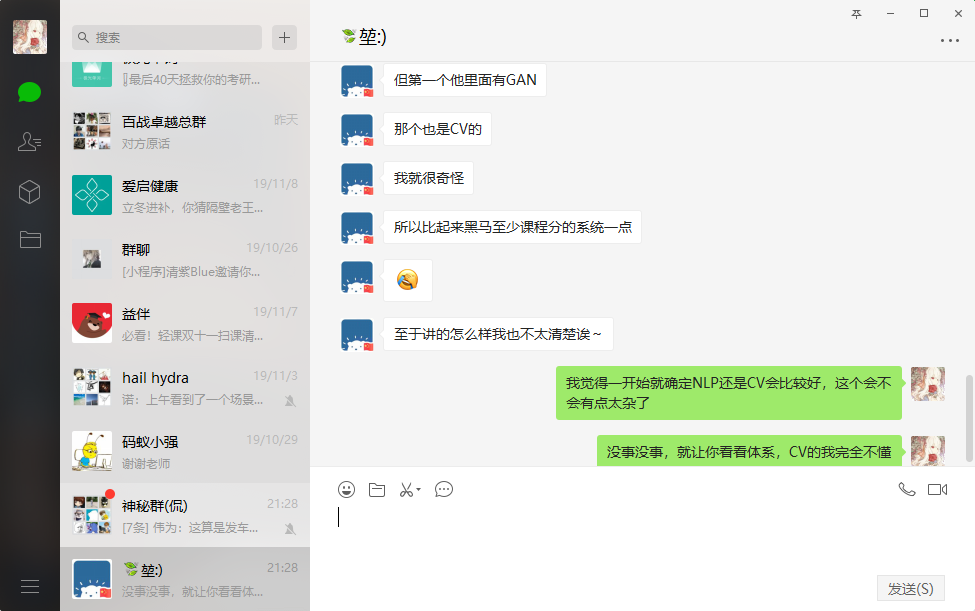 搜索
[最后40天拯救你的考研...
百战卓越总群
昨天
对方原话
爱启健康
19/11/8
立冬进补，你猜隔壁老王...
群聊
19/10/26
[小程序]清紫Blue邀请你...
益伴
19/11/7
必看！轻课双十一扫课清...
hail hydra
19/11/3
诺：上午看到了一个场景...
码蚁小强
19/10/29
谢谢老师
神秘群(侃)
21:28
[7条] 伟为：这算是发车...
堃:)
21:28
没事没事，就让你看看体...
堃:)
但第一个他里面有GAN
那个也是CV的
我就很奇怪
所以比起来黑马至少课程分的系统一点
至于讲的怎么样我也不太清楚诶～
我觉得一开始就确定NLP还是CV会比较好，这个会不
会有点太杂了
没事没事，就让你看看体系，CV的我完全不懂
发送(S)